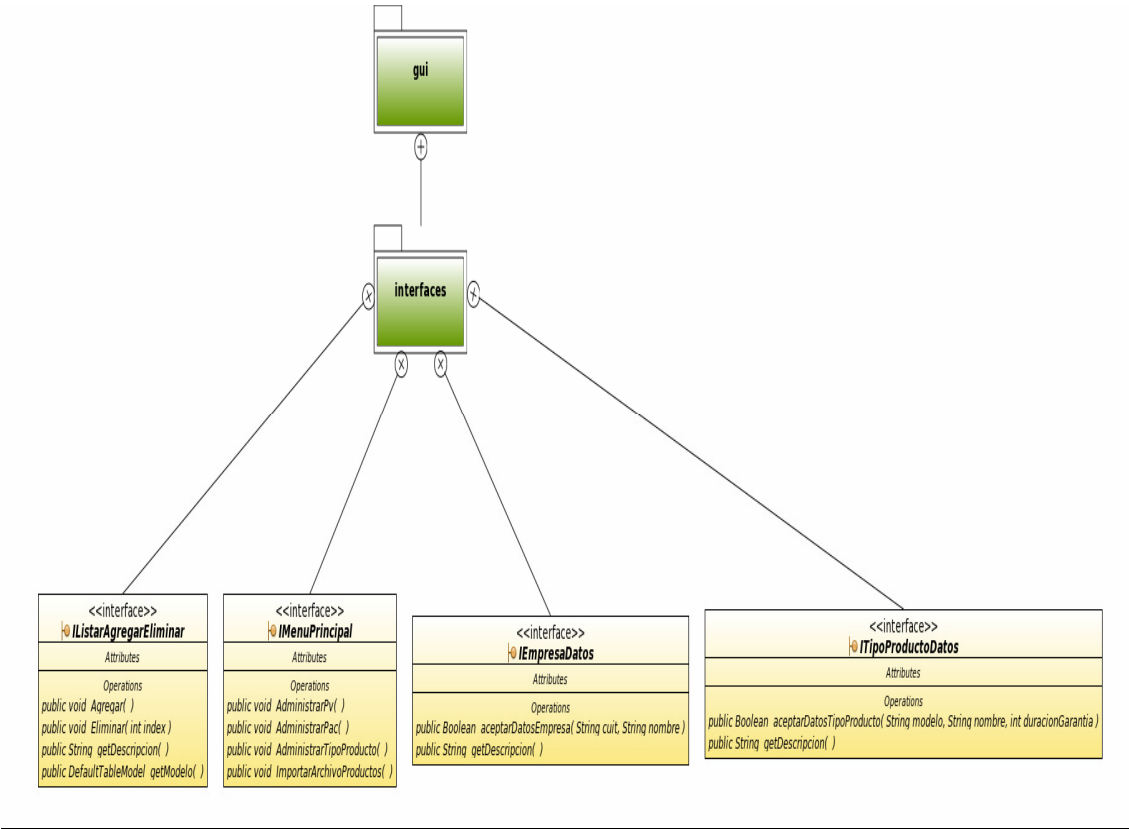 gui
interfaces
<<interface>>
IListarAgregarEliminar
Attributes
Operations
public void Agregar( )
public void Eliminar( int index )
public String getDescripcion( )
public DefaultTableModel getModelo( )
<<interface>>
IMenuPrincipal
Attributes
Operations
public void AdministrarPv( )
public void AdministrarPac( )
public void AdministrarTipoProducto( )
public void ImportarArchivoProductos( )
<<interface>>
IEmpresaDatos
Attributes
Operations
public Boolean aceptarDatosEmpresa( String cuit, String nombre )
public String getDescripcion( )
<<interface>>
ITipoProductoDatos
Attributes
Operations
public Boolean aceptarDatosTipoProducto( String modelo, String nombre, int duracionGarantia )
public String getDescripcion( )